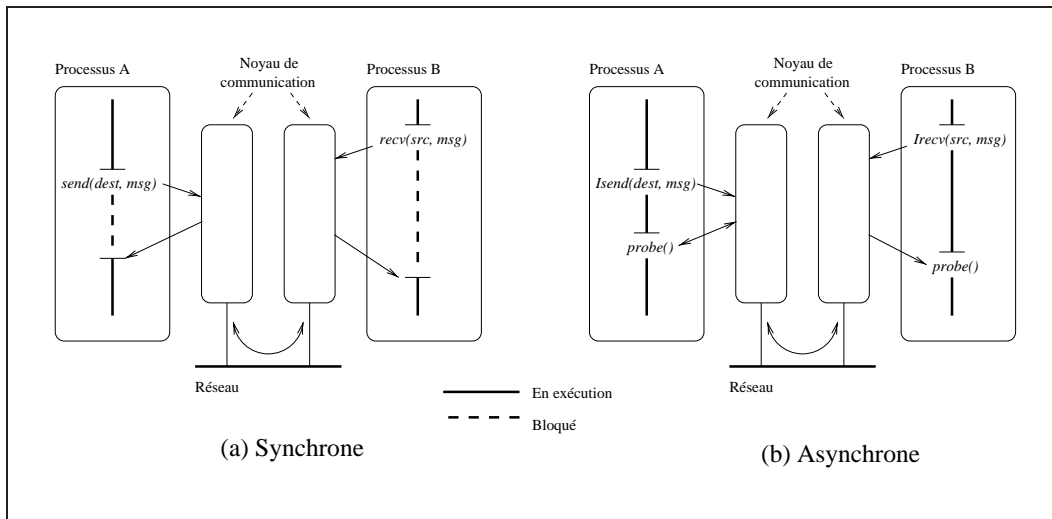 Processus A
Noyau de
communication
Processus B
recv(src, msg)
send(dest, msg)
Réseau
(a) Synchrone
En exécution
Bloqué
Processus A
Noyau de
communication
Processus B
Irecv(src, msg)
Isend(dest, msg)
probe()
probe()
Réseau
(b) Asynchrone